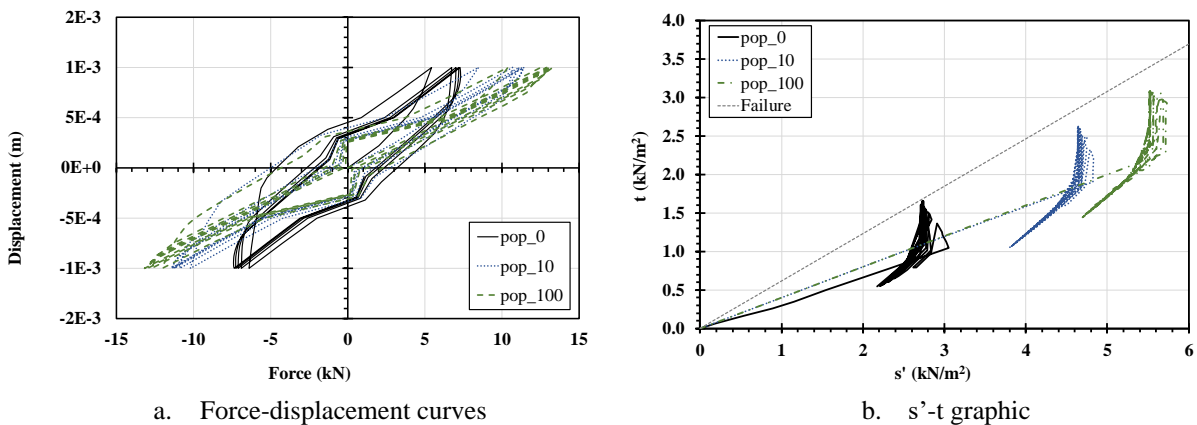 2E-3
1E-3
5E-4
0E+0
-5E-4
-1E-3
-2E-3
Displacement (m)
-15 -10 -5 0 5 10 15
Force (kN)
pop_0
pop_10
pop_100
a. Force-displacement curves
4.0
3.5
3.0
2.5
2.0
1.5
1.0
0.5
0.0
t (kN/m²)
0 1 2 3 4 5 6
s' (kN/m²)
pop_0
pop_10
pop_100
Failure
b. s’-t graphic